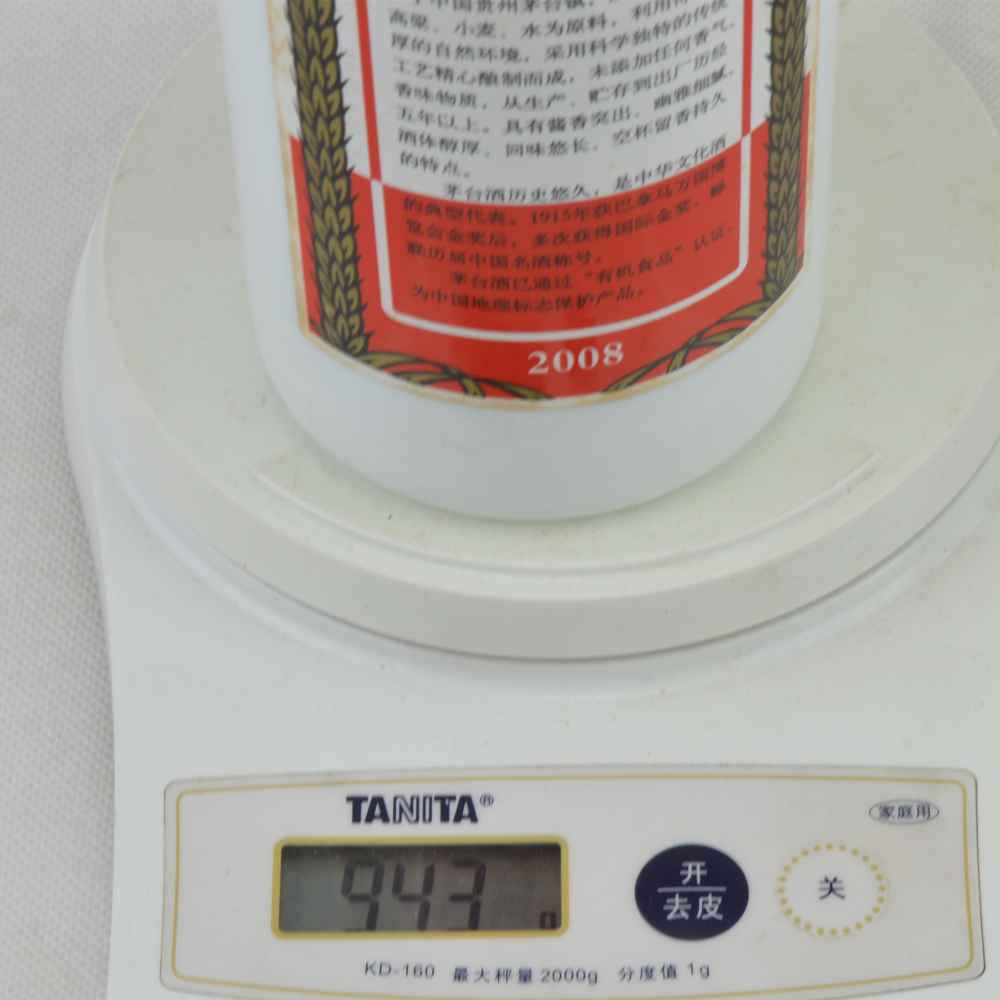 中国贵州茅台镇，
高粱、小麦、水为原料，利用
厚的自然环境，采用科学独特的传统
工艺精心酿制而成，未添加任何香气、
香味物质，从生产、贮存到出厂历经
五年以上。具有酱香突出、幽雅细腻、
酒体醇厚、回味悠长、空杯留香持久
的特点。
茅台酒历史悠久，是中华文化酒
的典型代表。1915年获巴拿马万国博
览会金奖后，多次获得国际金奖，蝉
联历届中国名酒称号。
茅台酒已通过“有机食品”认证，
为中国地理标志保护产品。
2008
TANITA®
家庭用
943 g
开
去皮
关
KD-160 最大秤量2000g 分度值1g